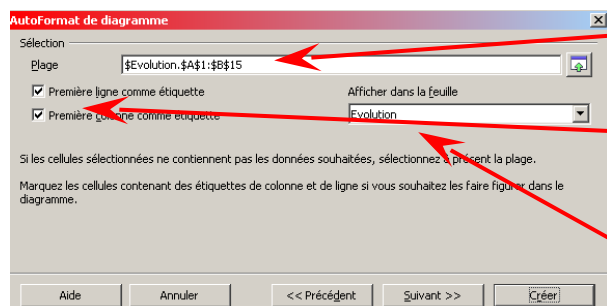 AutoFormat de diagramme
Sélection
Plage $Evolution.$A$1:$B$15
Première ligne comme étiquette Afficher dans la feuille
Première colonne comme étiquette Evolution
Si les cellules sélectionnées ne contiennent pas les données souhaitées, sélectionnez à présent la plage.
Marquez les cellules contenant des étiquettes de colonne et de ligne si vous souhaitez les faire figurer dans le
diagramme.
Aide Annuler << Précédent Suivant >> Créer